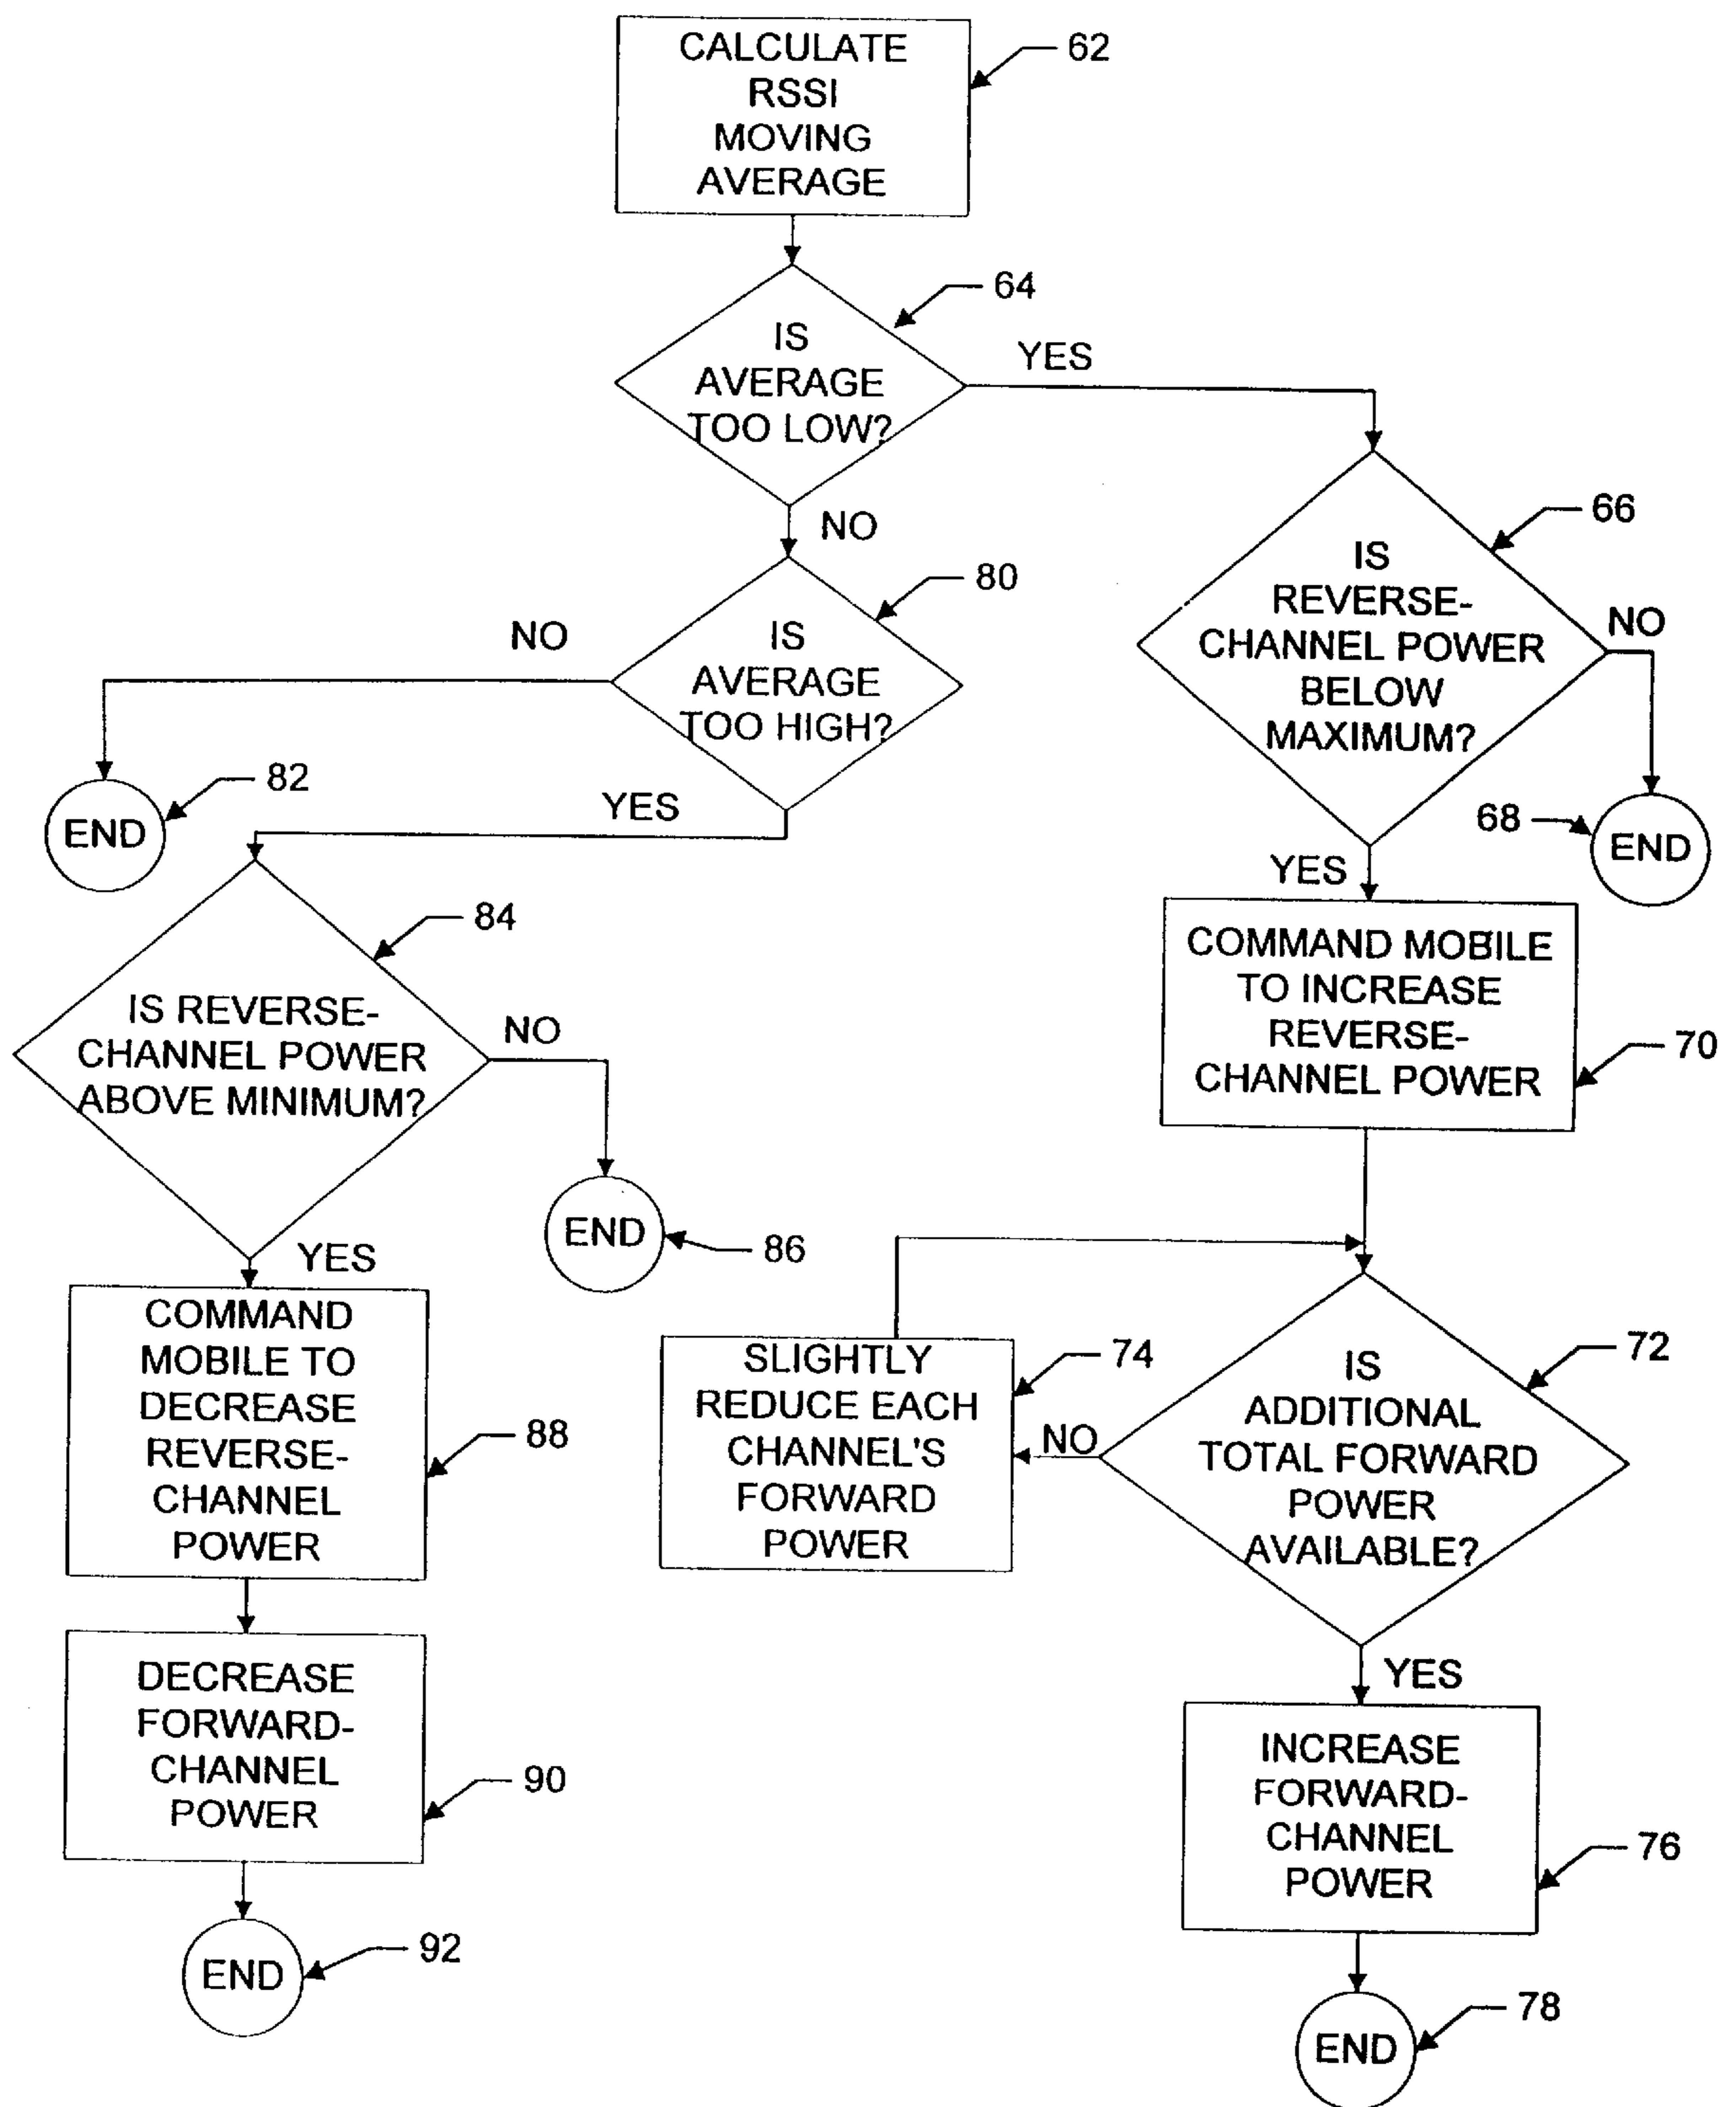 CALCULATE
RSSI
MOVING
AVERAGE
62
IS
AVERAGE
TOO LOW?
64
YES
NO
IS
REVERSE-
CHANNEL POWER
BELOW
MAXIMUM?
66
NO
68
END
YES
IS
AVERAGE
TOO HIGH?
80
NO
82
END
YES
COMMAND MOBILE
TO INCREASE
REVERSE-
CHANNEL POWER
70
IS REVERSE-
CHANNEL POWER
ABOVE MINIMUM?
84
NO
END
86
YES
COMMAND
MOBILE TO
DECREASE
REVERSE-
CHANNEL
POWER
88
SLIGHTLY
REDUCE EACH
CHANNEL'S
FORWARD
POWER
74
NO
IS
ADDITIONAL
TOTAL FORWARD
POWER
AVAILABLE?
72
YES
DECREASE
FORWARD-
CHANNEL
POWER
90
INCREASE
FORWARD-
CHANNEL
POWER
76
END
92
END
78